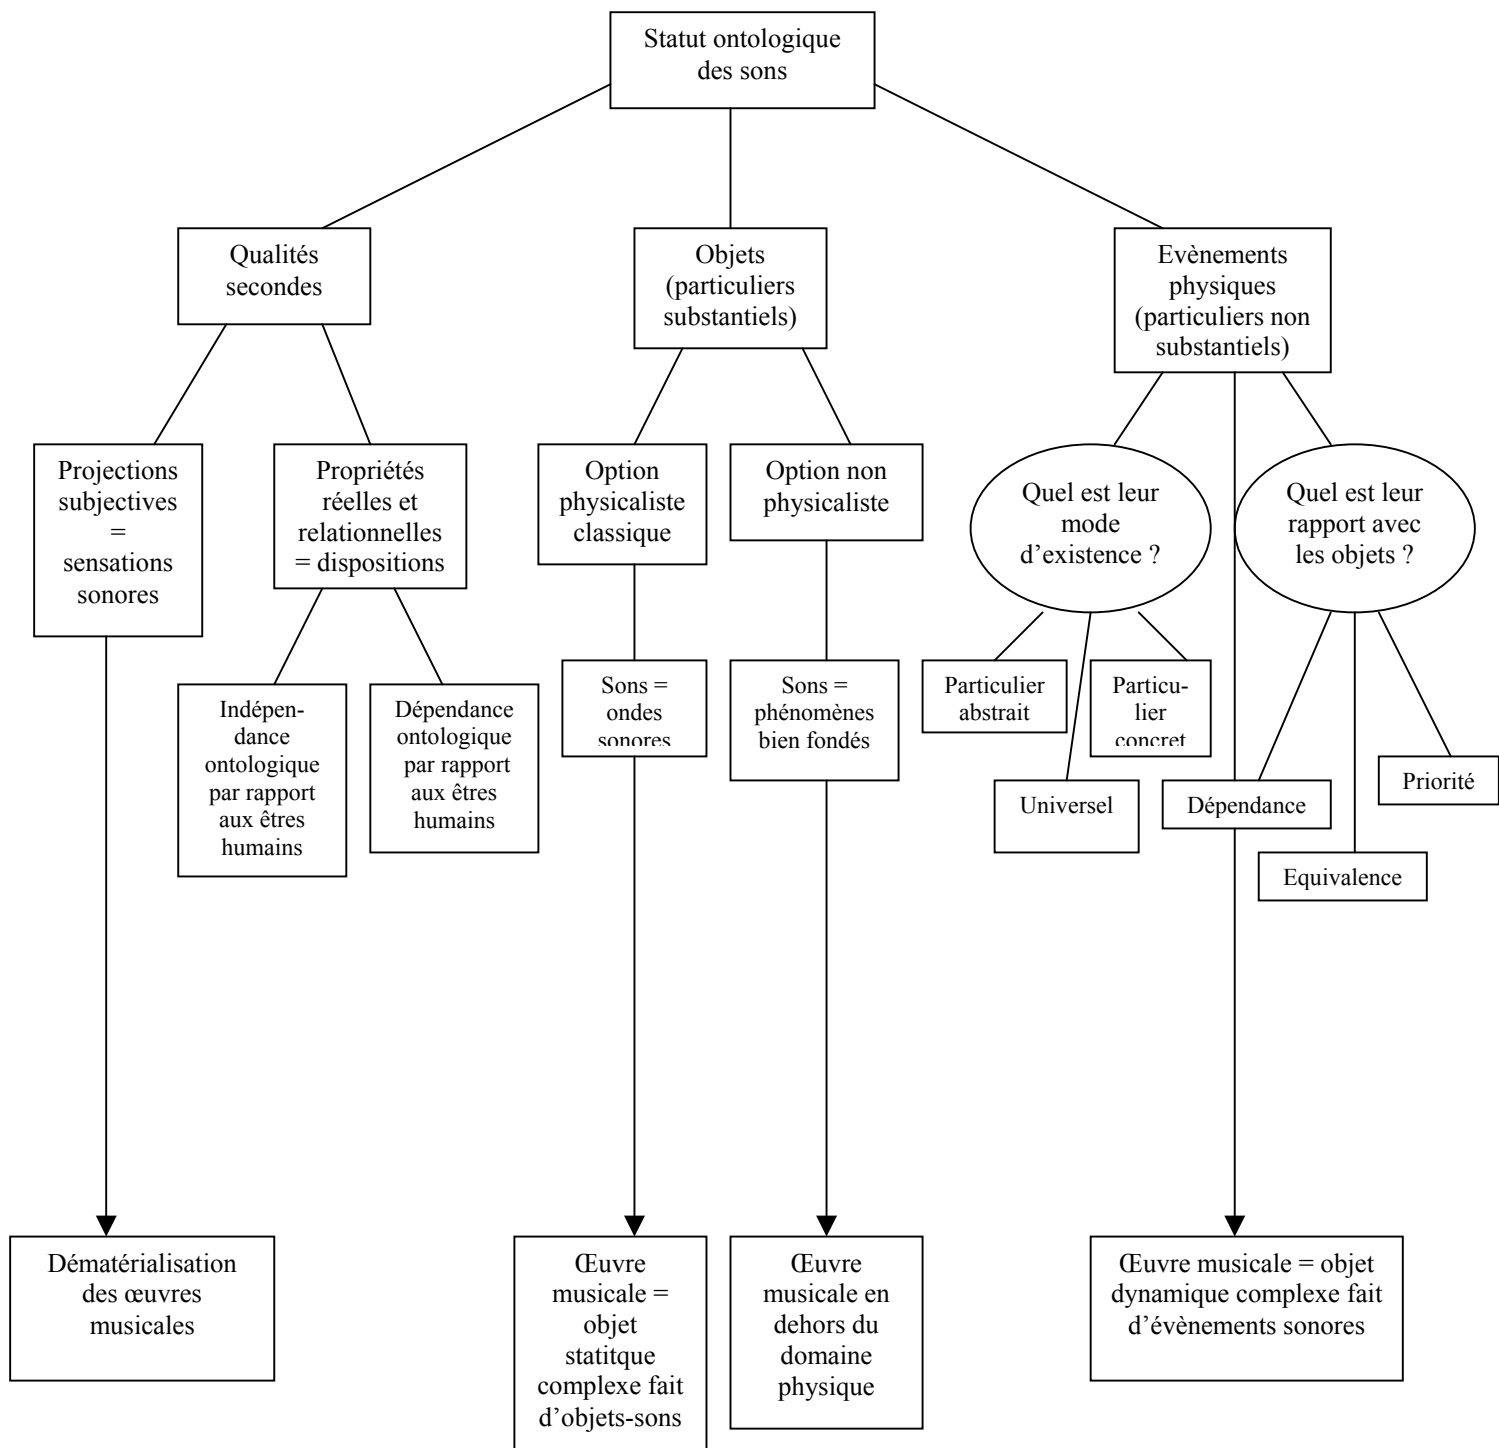 Statut ontologique
des sons
Qualités
secondes
Objets
(particuliers
substantiels)
Evènements
physiques
(particuliers non
substantiels)
Projections
subjectives
=
sensations
sonores
Propriétés
réelles et
relationnelles
= dispositions
Option
physicaliste
classique
Option non
physicaliste
Quel est leur
mode
d’existence ?
Quel est leur
rapport avec
les objets ?
Indépen-
dance
ontologique
par rapport
aux êtres
humains
Dépendance
ontologique
par rapport
aux êtres
humains
Sons =
ondes
sonores
Sons =
phénomènes
bien fondés
Particulier
abstrait
Particu-
lier
concret
Universel
Dépendance
Priorité
Equivalence
Dématérialisation
des œuvres
musicales
Œuvre
musicale =
objet
statitque
complexe fait
d’objets-sons
Œuvre
musicale en
dehors du
domaine
physique
Œuvre musicale = objet
dynamique complexe fait
d’évènements sonores